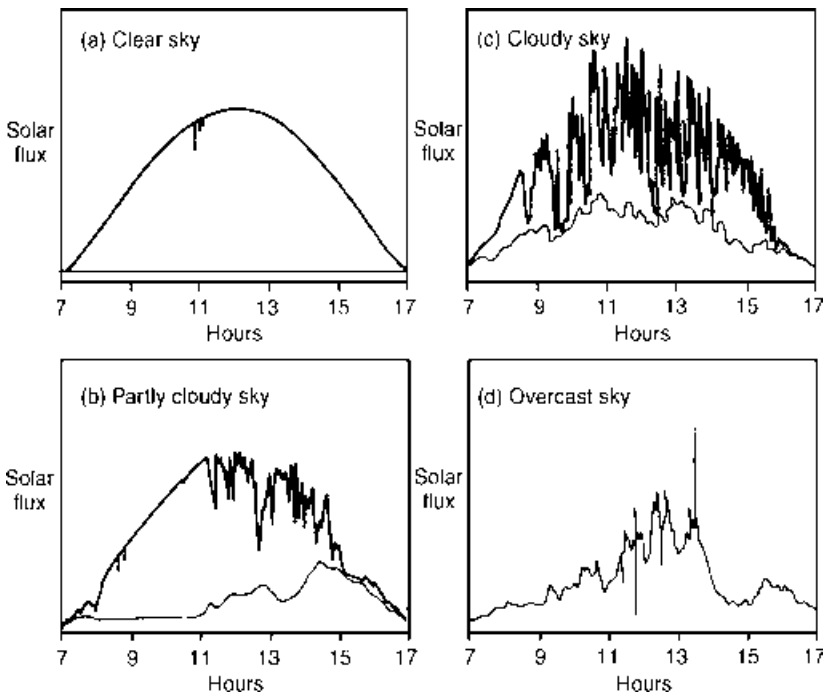 (a) Clear sky
Solar
flux
7 9 11 13 15 17
Hours
(c) Cloudy sky
Solar
flux
7 9 11 13 15 17
Hours
(b) Partly cloudy sky
Solar
flux
7 9 11 13 15 17
Hours
(d) Overcast sky
Solar
flux
7 9 11 13 15 17
Hours